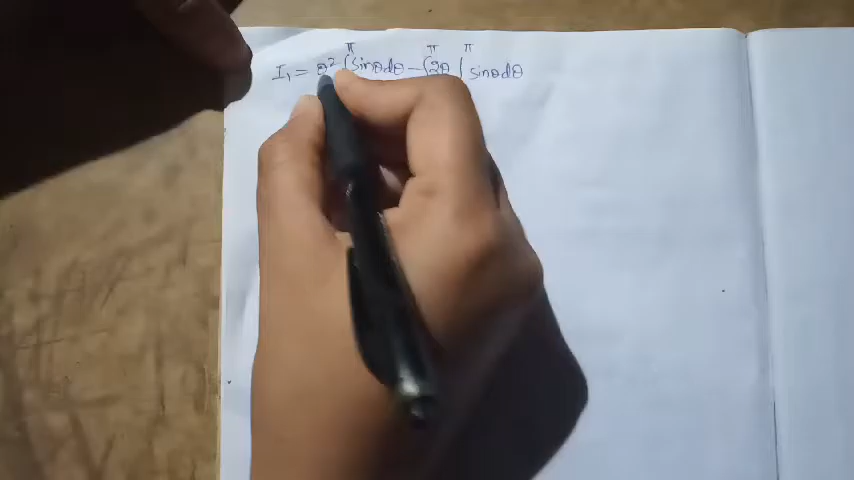 I₁ = θ² ∫^π sinθdθ - ∫^π 2θ ∫^π sinθdθ